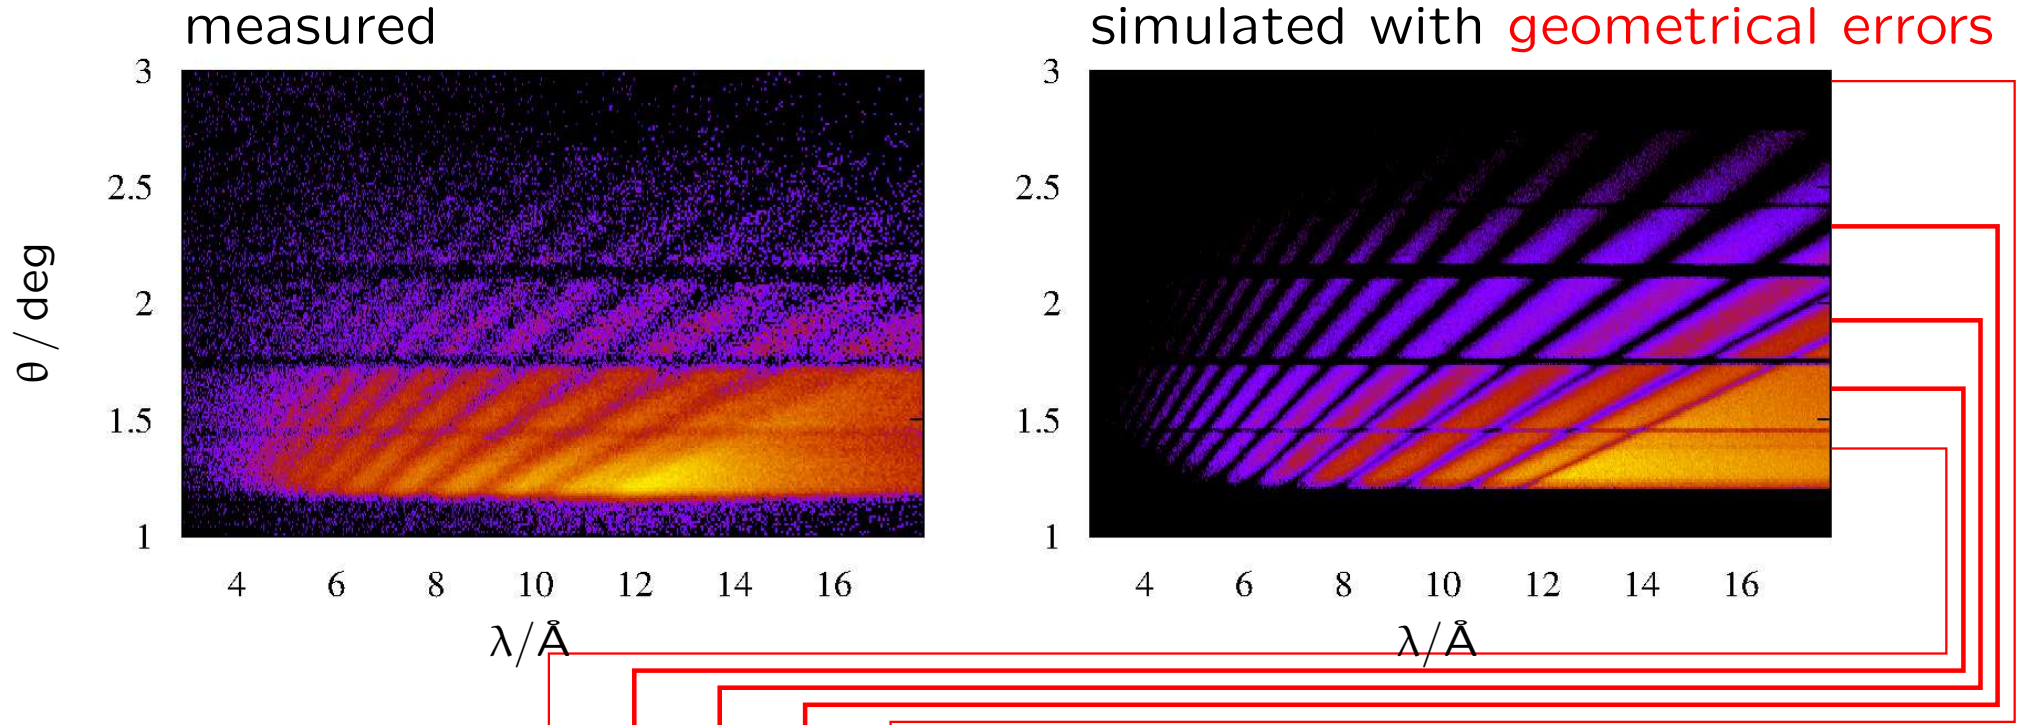 measured
simulated with geometrical errors
3
2.5
2
1.5
1
θ / deg
4 6 8 10 12 14 16
λ/Å
3
2.5
2
1.5
1
4 6 8 10 12 14 16
λ/Å